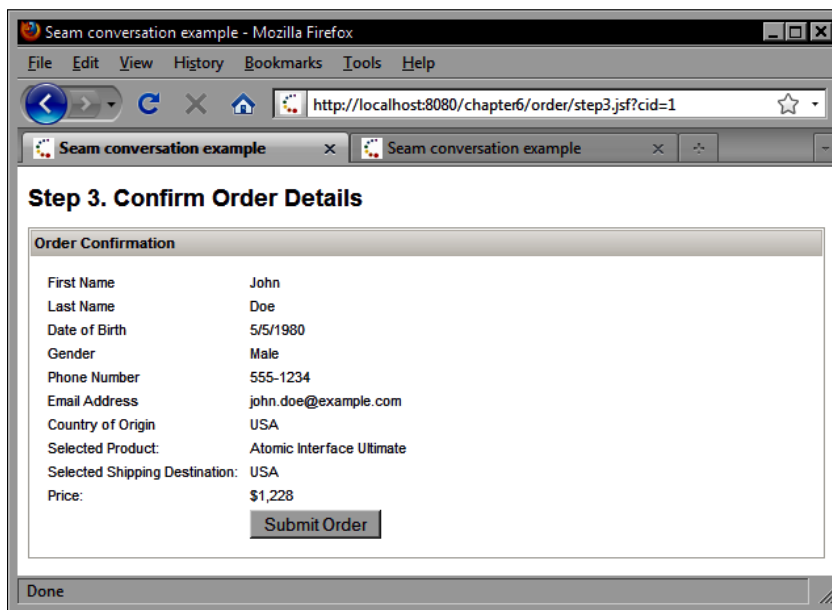 Seam conversation example - Mozilla Firefox
File Edit View History Bookmarks Tools Help
http://localhost:8080/chapter6/order/step3.jsf?cid=1
Seam conversation example
Seam conversation example
Step 3. Confirm Order Details
Order Confirmation
First Name John
Last Name Doe
Date of Birth 5/5/1980
Gender Male
Phone Number 555-1234
Email Address john.doe@example.com
Country of Origin USA
Selected Product: Atomic Interface Ultimate
Selected Shipping Destination: USA
Price: $1,228
Submit Order
Done